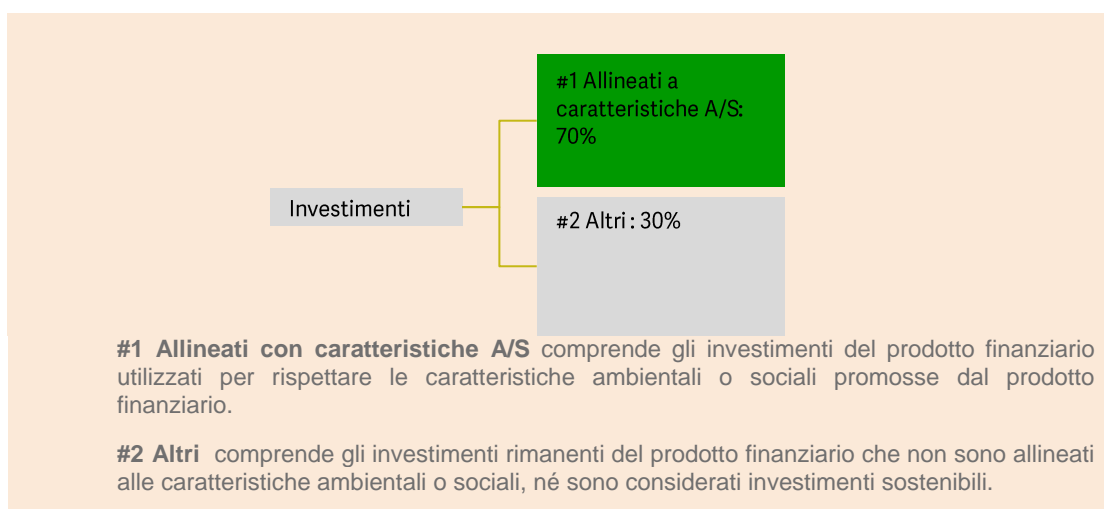 #1 Allineati a
caratteristiche A/S:
70%
Investimenti
#2 Altri : 30%
#1 Allineati con caratteristiche A/S comprende gli investimenti del prodotto finanziario
utilizzati per rispettare le caratteristiche ambientali o sociali promosse dal prodotto
finanziario.
#2 Altri comprende gli investimenti rimanenti del prodotto finanziario che non sono allineati
alle caratteristiche ambientali o sociali, né sono considerati investimenti sostenibili.